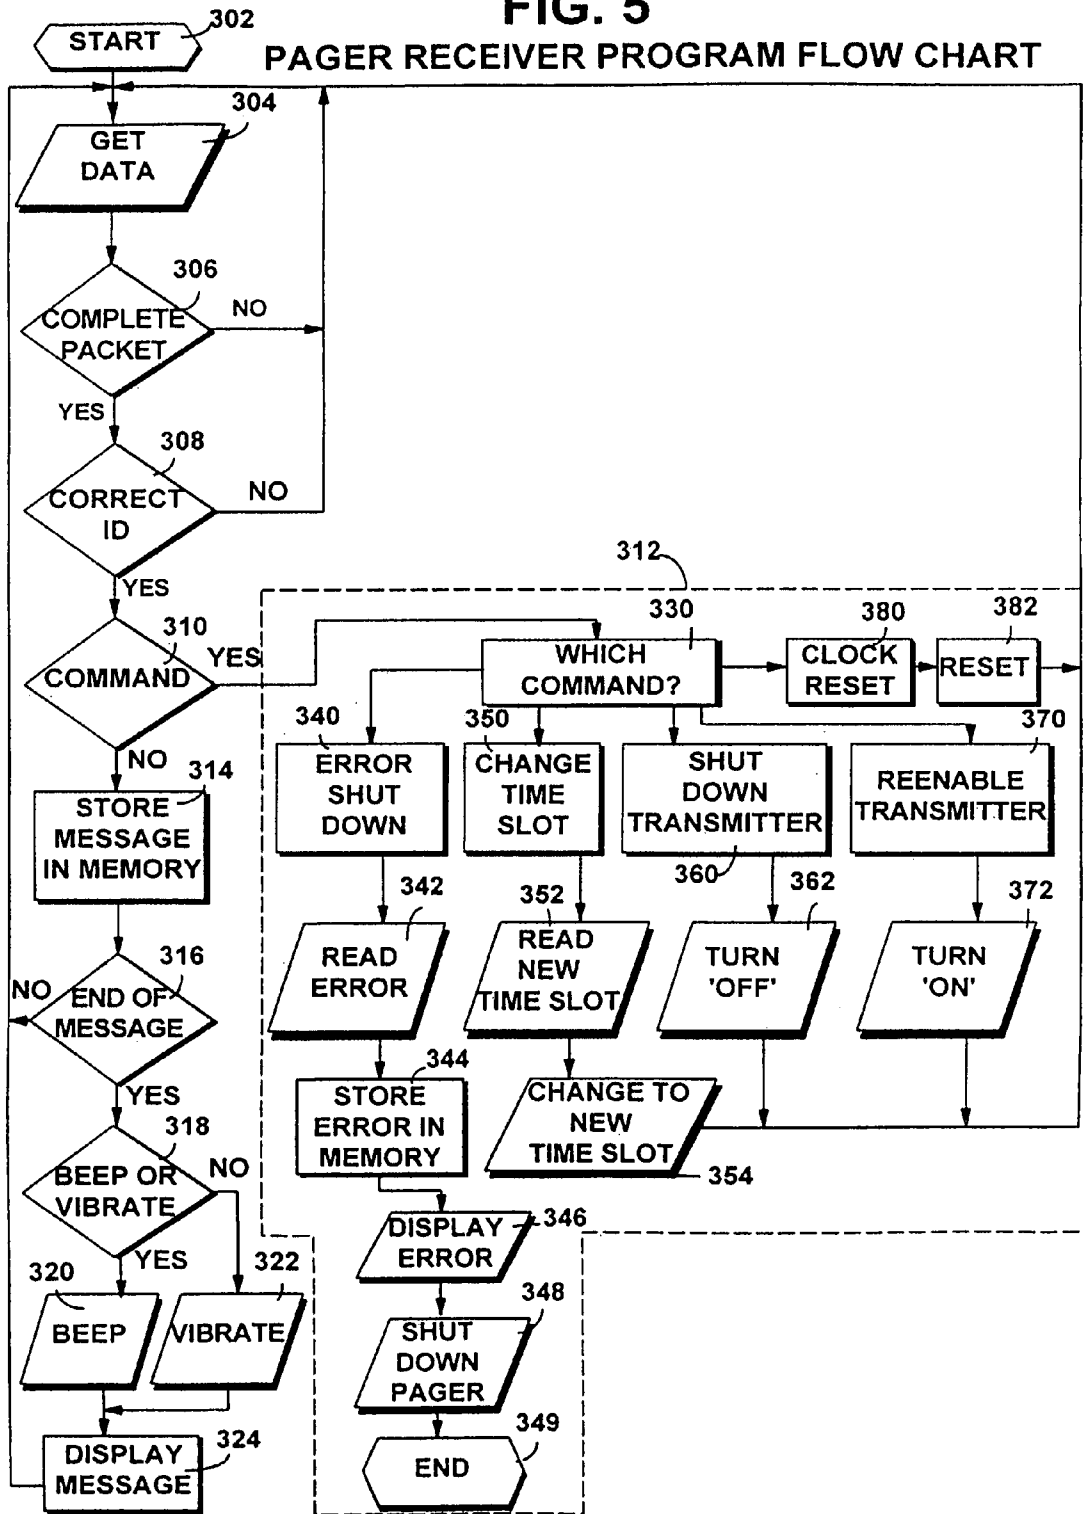 FIG. 5
PAGER RECEIVER PROGRAM FLOW CHART
START
302
304
GET
DATA
306
COMPLETE
PACKET
NO
YES
308
CORRECT
ID
NO
YES
310
COMMAND
YES
NO
314
STORE
MESSAGE
IN MEMORY
316
NO
END OF
MESSAGE
YES
318
BEEP OR
VIBRATE
NO
YES
320
BEEP
322
VIBRATE
324
DISPLAY
MESSAGE
312
330
WHICH
COMMAND?
380
CLOCK
RESET
382
RESET
340
ERROR
SHUT
DOWN
350
CHANGE
TIME
SLOT
SHUT
DOWN
TRANSMITTER
360
370
REENABLE
TRANSMITTER
342
READ
ERROR
352
READ
NEW
TIME SLOT
362
TURN
'OFF'
372
TURN
'ON'
344
STORE
ERROR IN
MEMORY
CHANGE TO
NEW
TIME SLOT
354
346
DISPLAY
ERROR
348
SHUT
DOWN
PAGER
349
END